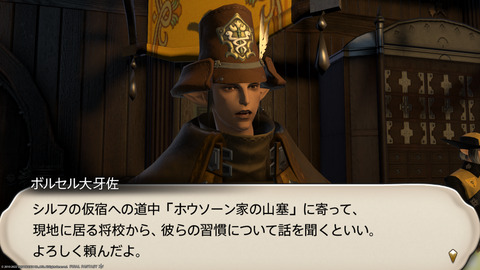 ボルセル大牙佐
シルフの仮宿への道中「ホウソーン家の山塞」に寄って、
現地に居る将校から、彼らの習慣について話を聞くといい。
よろしく頼んだよ。